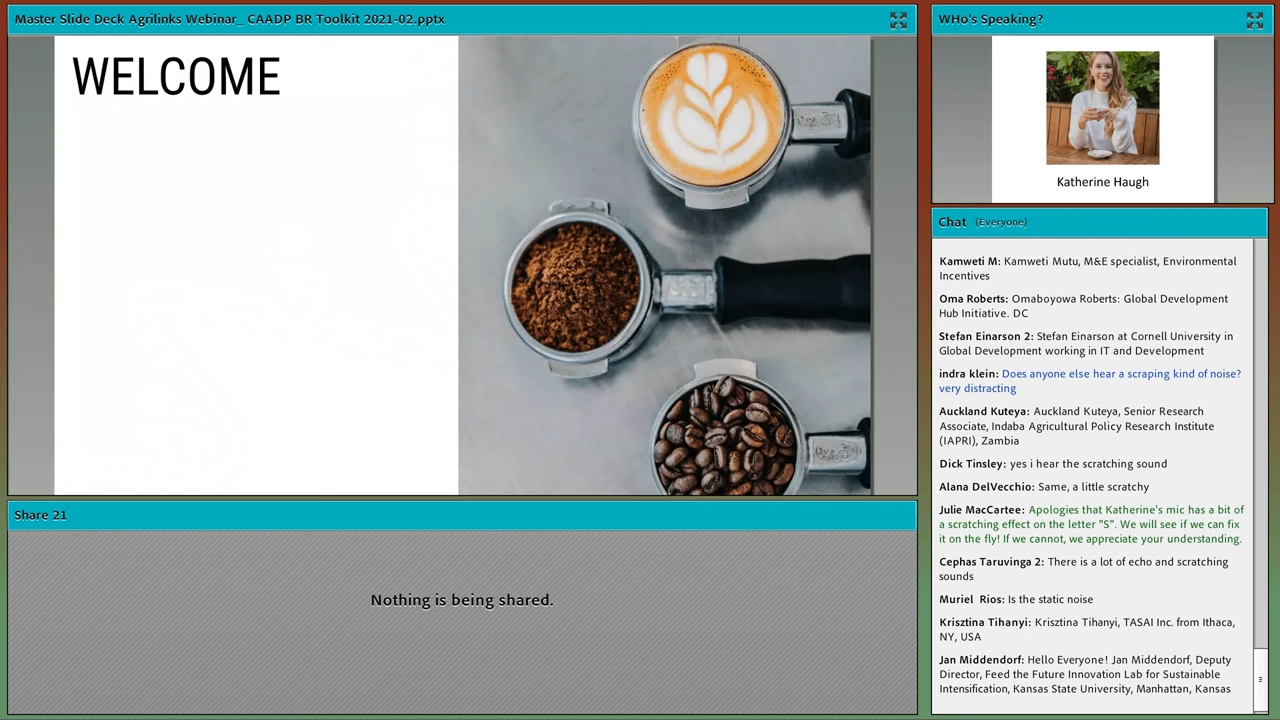 Master Slide Deck Agrilinks Webinar_ CAADP BR Toolkit 2021-02.pptx
WELCOME
Share 21
Nothing is being shared.
WHo's Speaking?
Katherine Haugh
Chat (Everyone)
Kamweti M: Kamweti Mutu, M&E specialist, Environmental
Incentives
Oma Roberts: Omaboyowa Roberts: Global Development
Hub Initiative. DC
Stefan Einarson 2: Stefan Einarson at Cornell University in
Global Development working in IT and Development
indra klein: Does anyone else hear a scraping kind of noise?
very distracting
Auckland Kuteya: Auckland Kuteya, Senior Research
Associate, Indaba Agricultural Policy Research Institute
(IAPRI), Zambia
Dick Tinsley: yes i hear the scratching sound
Alana DelVecchio: Same, a little scratchy
Julie MacCartee: Apologies that Katherine's mic has a bit of
a scratching effect on the letter "S". We will see if we can fix
it on the fly! If we cannot, we appreciate your understanding.
Cephas Taruvinga 2: There is a lot of echo and scratching
sounds
Muriel Rios: Is the static noise
Krisztina Tihanyi: Krisztina Tihanyi, TASAI Inc. from Ithaca,
NY, USA
Jan Middendorf: Hello Everyone! Jan Middendorf, Deputy
Director, Feed the Future Innovation Lab for Sustainable
Intensification, Kansas State University, Manhattan, Kansas